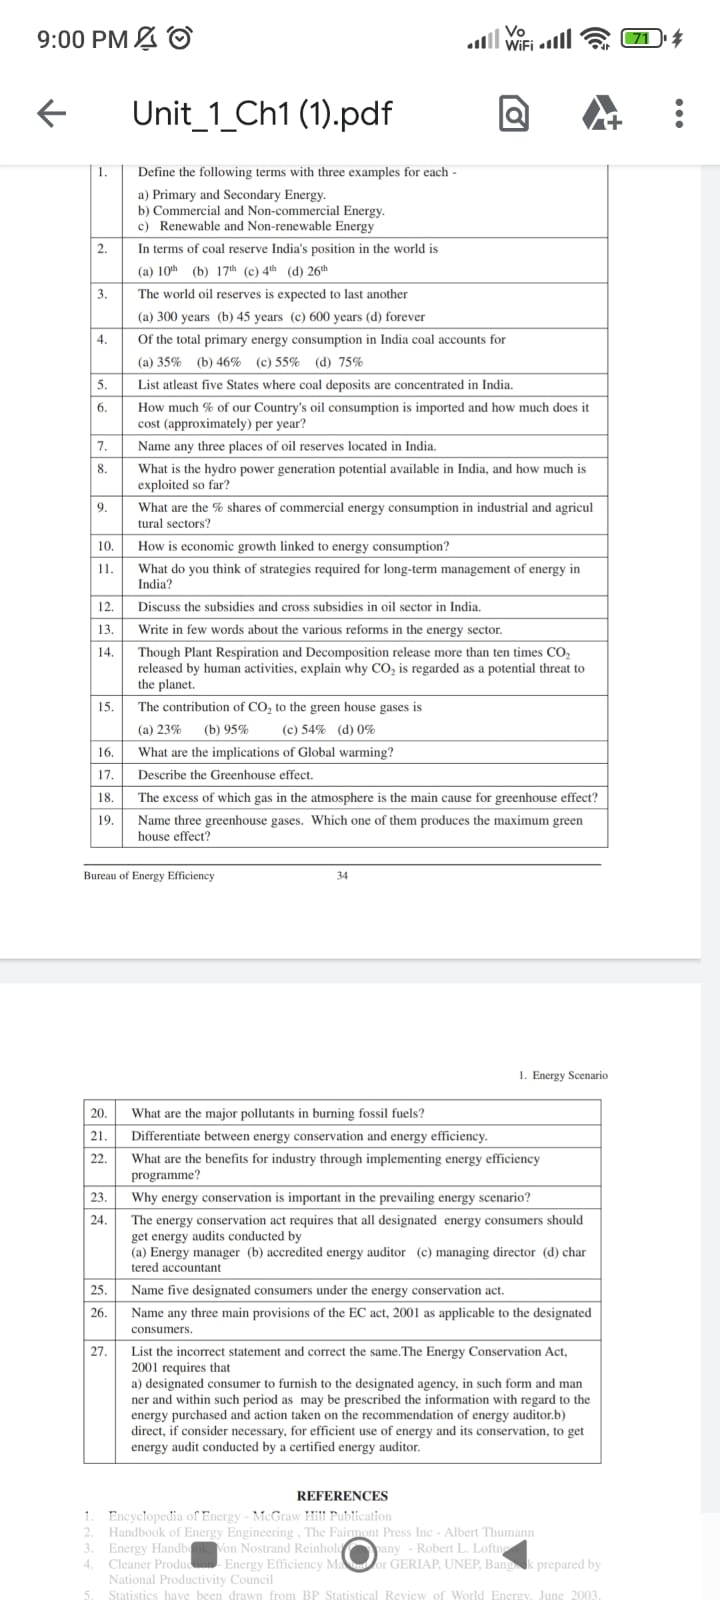 9:00 PM
Vo
WiFi
71
Unit_1_Ch1 (1).pdf
1. Define the following terms with three examples for each -
a) Primary and Secondary Energy.
b) Commercial and Non-commercial Energy.
c) Renewable and Non-renewable Energy
2. In terms of coal reserve India's position in the world is
(a) 10th (b) 17th (c) 4th (d) 26th
3. The world oil reserves is expected to last another
(a) 300 years (b) 45 years (c) 600 years (d) forever
4. Of the total primary energy consumption in India coal accounts for
(a) 35% (b) 46% (c) 55% (d) 75%
5. List atleast five States where coal deposits are concentrated in India.
6. How much % of our Country's oil consumption is imported and how much does it
cost (approximately) per year?
7. Name any three places of oil reserves located in India.
8. What is the hydro power generation potential available in India, and how much is
exploited so far?
9. What are the % shares of commercial energy consumption in industrial and agricul
tural sectors?
10. How is economic growth linked to energy consumption?
11. What do you think of strategies required for long-term management of energy in
India?
12. Discuss the subsidies and cross subsidies in oil sector in India.
13. Write in few words about the various reforms in the energy sector.
14. Though Plant Respiration and Decomposition release more than ten times CO₂
released by human activities, explain why CO₂ is regarded as a potential threat to
the planet.
15. The contribution of CO₂ to the green house gases is
(a) 23% (b) 95% (c) 54% (d) 0%
16. What are the implications of Global warming?
17. Describe the Greenhouse effect.
18. The excess of which gas in the atmosphere is the main cause for greenhouse effect?
19. Name three greenhouse gases. Which one of them produces the maximum green
house effect?
Bureau of Energy Efficiency 34
1. Energy Scenario
20. What are the major pollutants in burning fossil fuels?
21. Differentiate between energy conservation and energy efficiency.
22. What are the benefits for industry through implementing energy efficiency
programme?
23. Why energy conservation is important in the prevailing energy scenario?
24. The energy conservation act requires that all designated energy consumers should
get energy audits conducted by
(a) Energy manager (b) accredited energy auditor (c) managing director (d) char
tered accountant
25. Name five designated consumers under the energy conservation act.
26. Name any three main provisions of the EC act, 2001 as applicable to the designated
consumers.
27. List the incorrect statement and correct the same.The Energy Conservation Act,
2001 requires that
a) designated consumer to furnish to the designated agency, in such form and man
ner and within such period as may be prescribed the information with regard to the
energy purchased and action taken on the recommendation of energy auditor.b)
direct, if consider necessary, for efficient use of energy and its conservation, to get
energy audit conducted by a certified energy auditor.
REFERENCES
1. Encyclopedia of Energy - McGraw Hill Publication
2. Handbook of Energy Engineering , The Fairmont Press Inc - Albert Thumann
3. Energy Von Nostrand Reinhold - Robert L.
4. Cleaner - Energy Efficiency or GERIAP, UNEP, prepared by
National Productivity Council
5. Statistics have been drawn from BP Statistical Review of World Energy, June 2003.